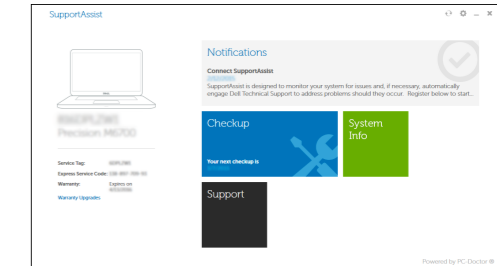 SupportAssist
Notifications
Connect SupportAssist
SupportAssist is designed to monitor your system for issues and, if necessary, automatically
engage Dell Technical Support to address problems should they occur. Register below to start...
Precision M6700
Checkup
Your next checkup is
System
Info
Service Tag:
Express Service Code:
Warranty: Expires on
Warranty Upgrades
Support
Powered by PC-Doctor ®